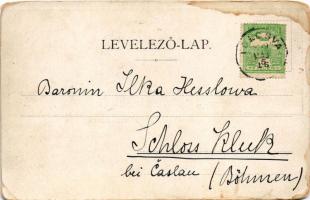 LEVELEZŐ-LAP.
Baronin Ilka Hesslowa
Schloss Kluk
bei Časlau (Böhmen)